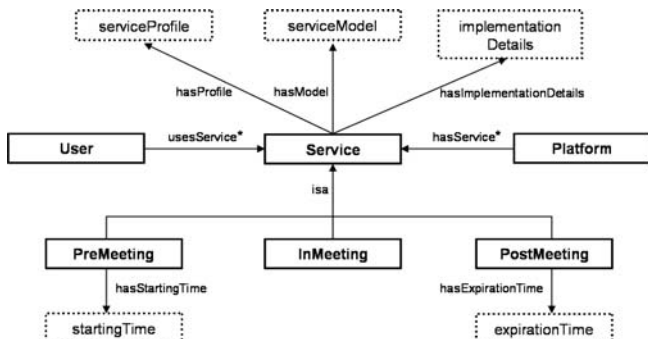 serviceProfile
serviceModel
implementation
Details
hasProfile
hasModel
hasImplementationDetails
User
usesService*
Service
hasService*
Platform
isa
PreMeeting
InMeeting
PostMeeting
hasStartingTime
hasExpirationTime
startingTime
expirationTime